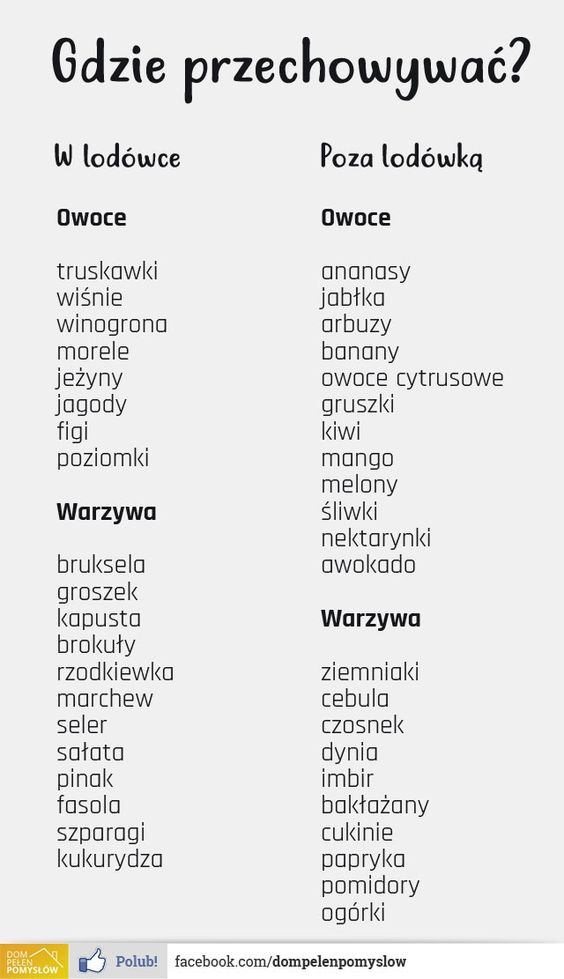 Gdzie przechowywać?
W lodówce
Owoce
truskawki
wiśnie
winogrona
morele
jeżyny
jagody
figi
poziomki
Warzywa
bruksela
groszek
kapusta
brokuły
rzodkiewka
marchew
seler
sałata
pinak
fasola
szparagi
kukurydza
Poza lodówką
Owoce
ananasy
jabłka
arbuzy
banany
owoce cytrusowe
gruszki
kiwi
mango
melony
śliwki
nektarynki
awokado
Warzywa
ziemniaki
cebula
czosnek
dynia
imbir
bakłażany
cukinie
papryka
pomidory
ogórki
DOM
PEŁEN
POMYSŁÓW
Polub!
facebook.com/dompelenpomyslow